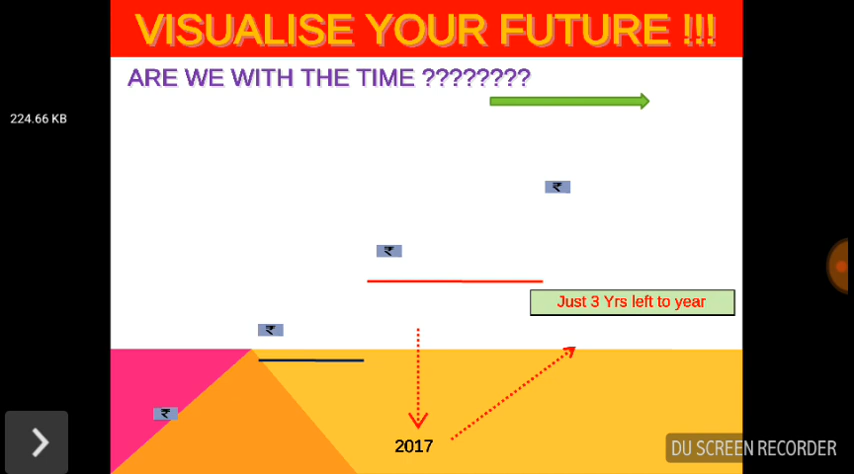 VISUALISE YOUR FUTURE !!!
ARE WE WITH THE TIME ????????
224.66 KB
₹
₹
Just 3 Yrs left to year
₹
₹
2017
DU SCREEN RECORDER